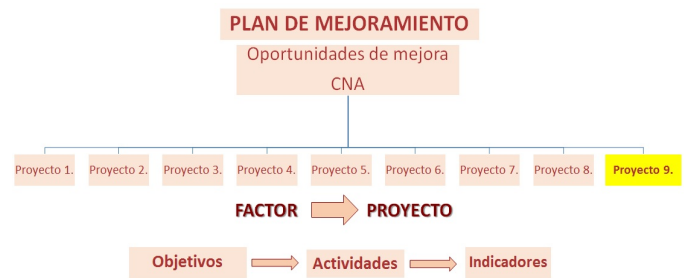 PLAN DE MEJORAMIENTO
Oportunidades de mejora
CNA
Proyecto 1.
Proyecto 2.
Proyecto 3.
Proyecto 4.
Proyecto 5.
Proyecto 6.
Proyecto 7.
Proyecto 8.
Proyecto 9.
FACTOR PROYECTO
Objetivos Actividades Indicadores